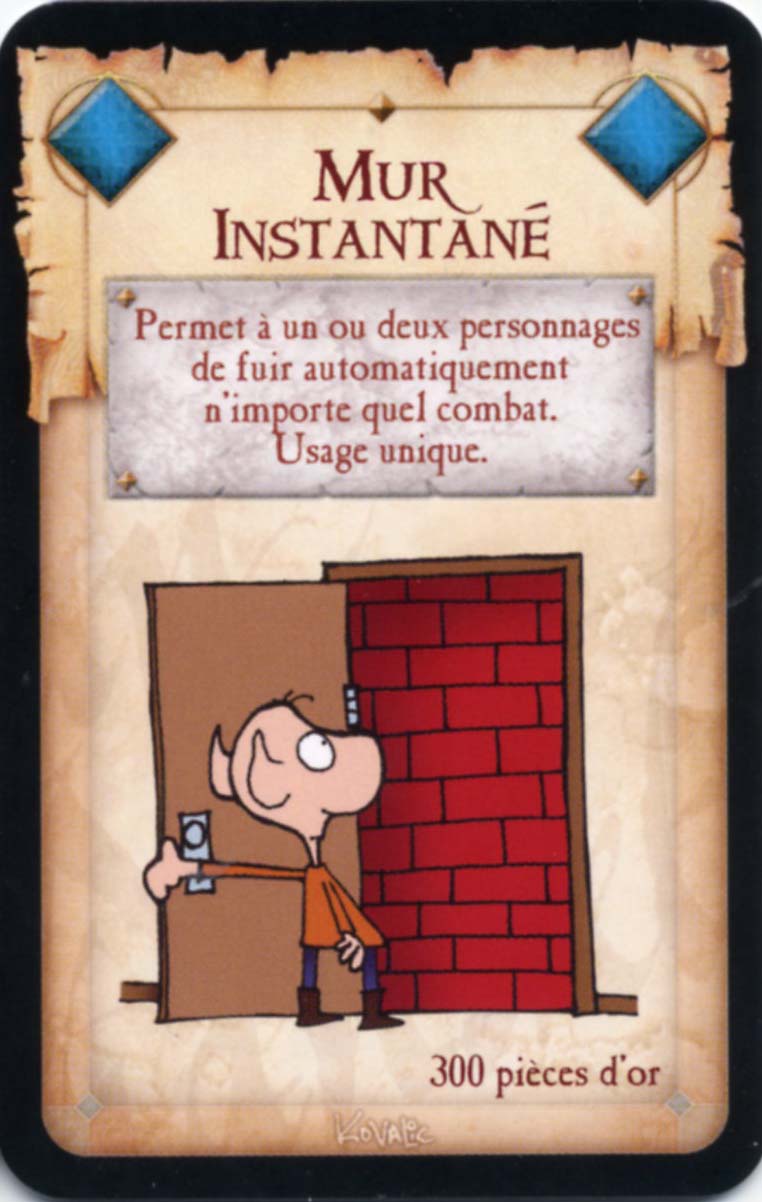 Mur
Instantané
Permet à un ou deux personnages
de fuir automatiquement
n'importe quel combat.
Usage unique.
300 pièces d'or
Kovalic